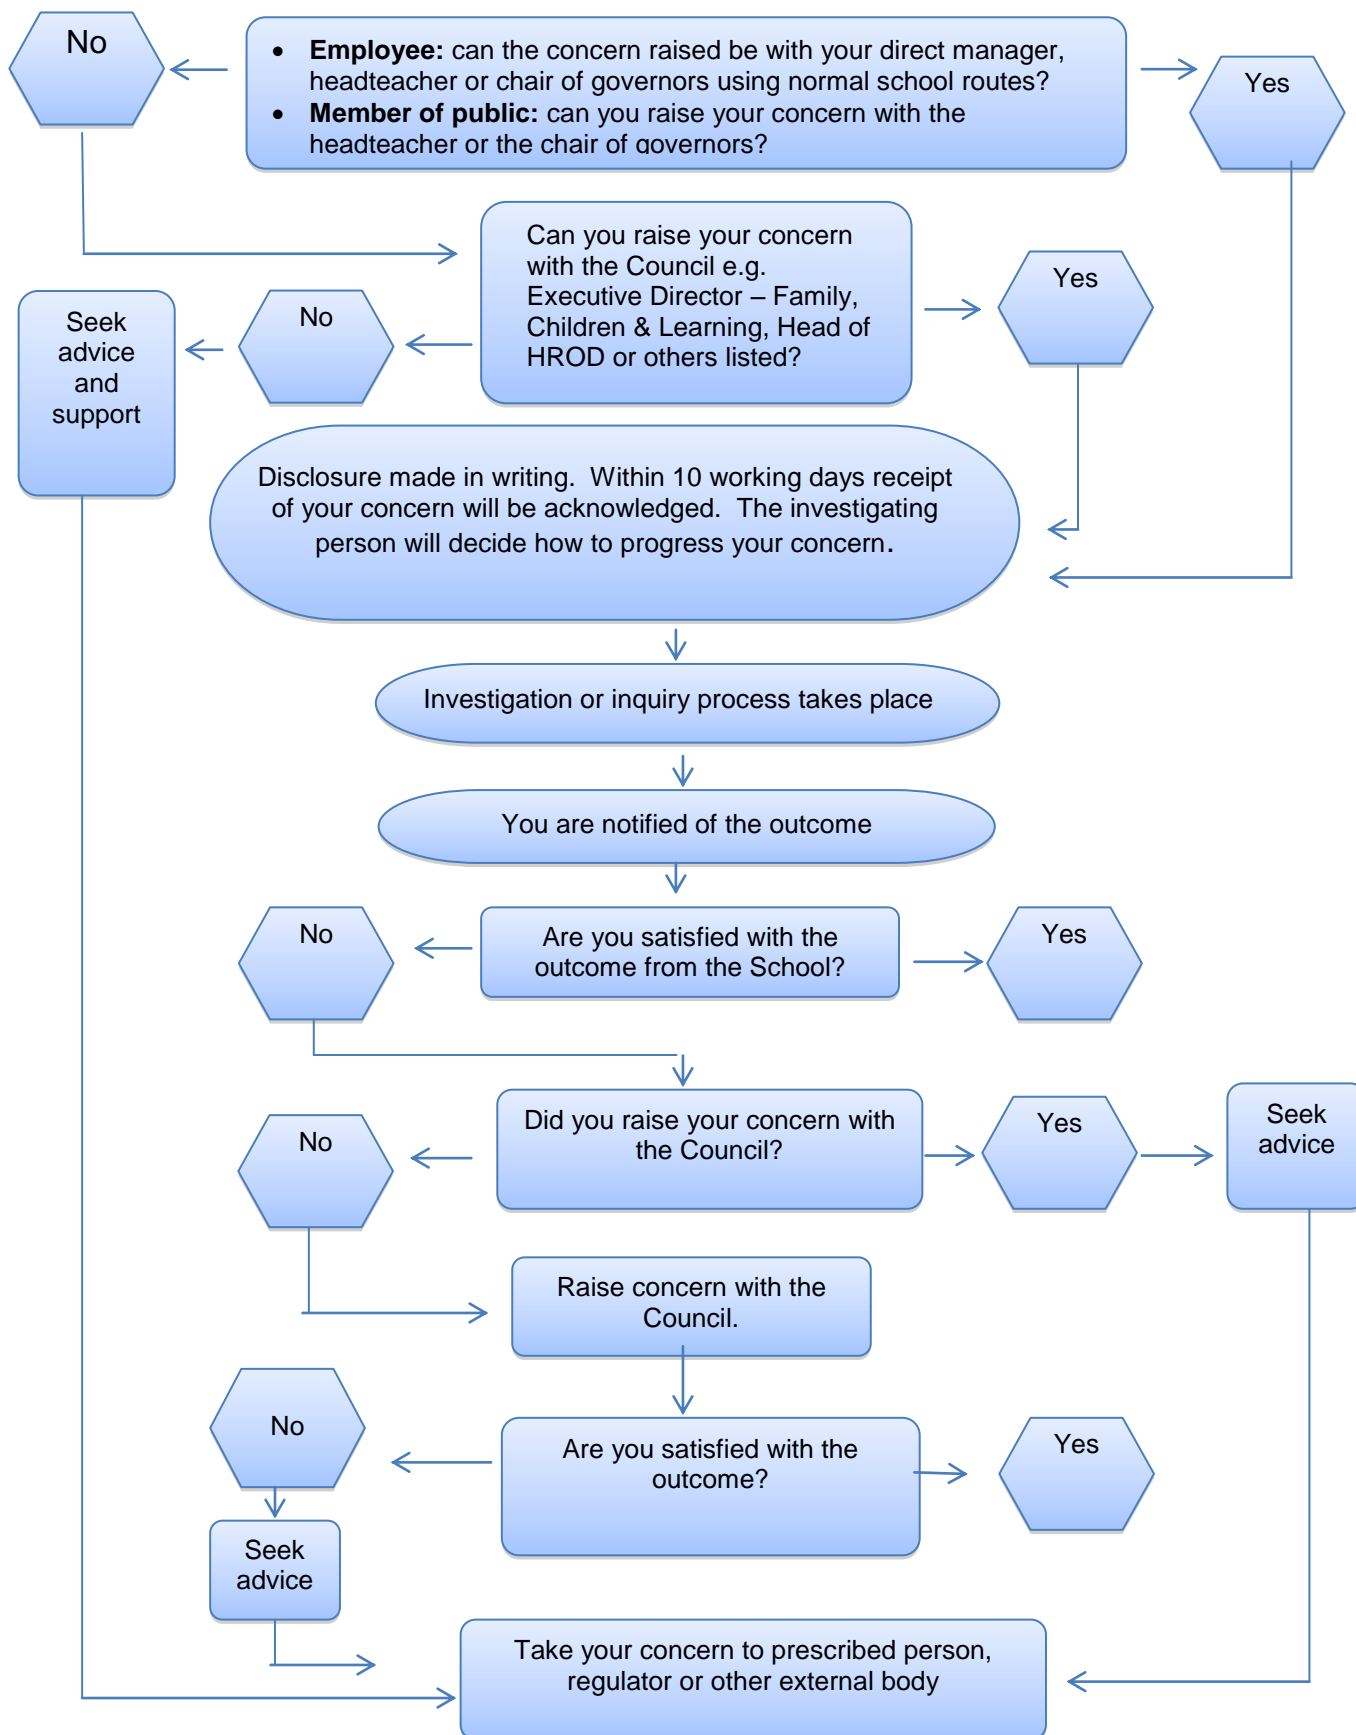 No
• Employee: can the concern raised be with your direct manager,
headteacher or chair of governors using normal school routes?
• Member of public: can you raise your concern with the
headteacher or the chair of governors?
Yes
Can you raise your concern
with the Council e.g.
Executive Director – Family,
Children & Learning, Head of
HROD or others listed?
Yes
No
Seek
advice
and
support
Disclosure made in writing.  Within 10 working days receipt
of your concern will be acknowledged.  The investigating
person will decide how to progress your concern.
Investigation or inquiry process takes place
You are notified of the outcome
No
Are you satisfied with the
outcome from the School?
Yes
No
Did you raise your concern with
the Council?
Yes
Seek
advice
Raise concern with the
Council.
No
Are you satisfied with the
outcome?
Yes
Seek
advice
Take your concern to prescribed person,
regulator or other external body